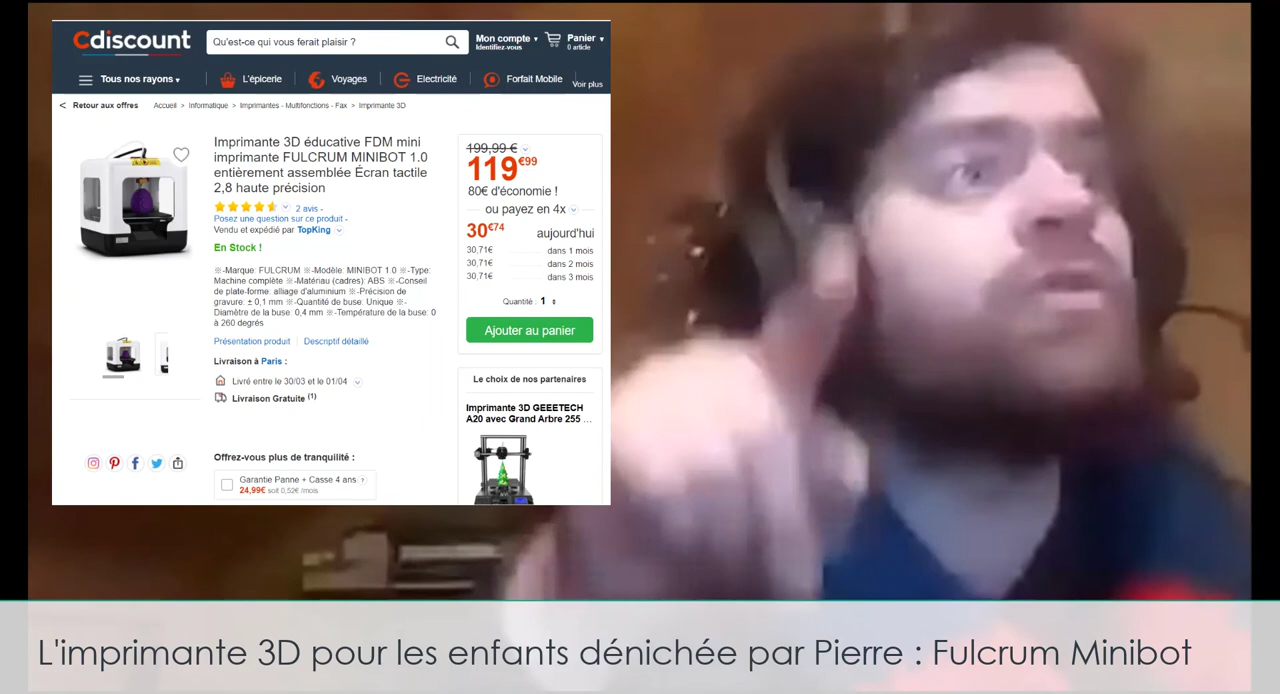 Cdiscount
Qu'est-ce qui vous ferait plaisir ?
Mon compte
Identifiez-vous
Panier
0 article
Tous nos rayons
L'épicerie
Voyages
Electricité
Forfait Mobile
Voir plus
< Retour aux offres
Accueil > Informatique > Imprimantes - Multifonctions - Fax > Imprimante 3D
Imprimante 3D éducative FDM mini
imprimante FULCRUM MINIBOT 1.0
entièrement assemblée Écran tactile
2,8 haute précision
2 avis -
Posez une question sur ce produit -
Vendu et expédié par TopKing
En Stock !
※-Marque: FULCRUM ※-Modèle: MINIBOT 1.0 ※-Type:
Machine complète ※-Matériau (cadres): ABS ※-Conseil
de plate-forme: alliage d'aluminium ※-Précision de
gravure: ± 0,1 mm ※-Quantité de buse: Unique ※-
Diamètre de la buse: 0,4 mm ※-Température de la buse: 0
à 260 degrés
Présentation produit
Descriptif détaillé
Livraison à Paris :
Livré entre le 30/03 et le 01/04
Livraison Gratuite (1)
Offrez-vous plus de tranquilité :
Garantie Panne + Casse 4 ans ?
24,99€ soit 0,52€ /mois
199,99 €
119€99
80€ d'économie !
ou payez en 4x
30€74 aujourd'hui
30,71€ dans 1 mois
30,71€ dans 2 mois
30,71€ dans 3 mois
Quantité : 1
Ajouter au panier
Le choix de nos partenaires
Imprimante 3D GEEETECH
A20 avec Grand Arbre 255 ...
L'imprimante 3D pour les enfants dénichée par Pierre : Fulcrum Minibot